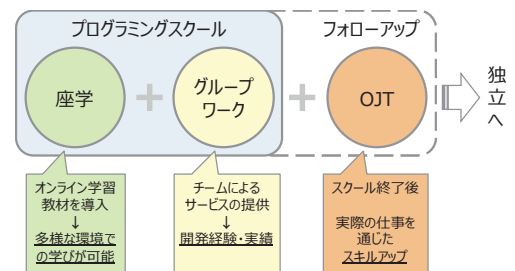 プログラミングスクール
フォローアップ
座学
+
グループ
ワーク
+
OJT
独
立
へ
オンライン学習
教材を導入
↓
多様な環境で
の学びが可能
チームによる
サービスの提供
↓
開発経験・実績
スクール終了後
実際の仕事を
通じた
スキルアップ